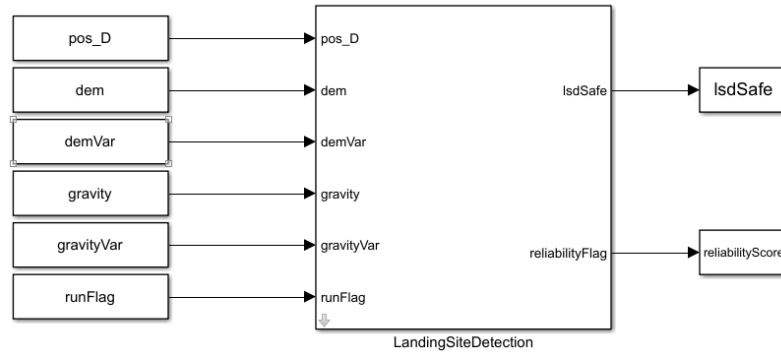 pos_D
dem
demVar
gravity
gravityVar
runFlag
pos_D
dem
demVar
gravity
gravityVar
runFlag
lsdSafe
reliabilityFlag
LandingSiteDetection
lsdSafe
reliabilityScore